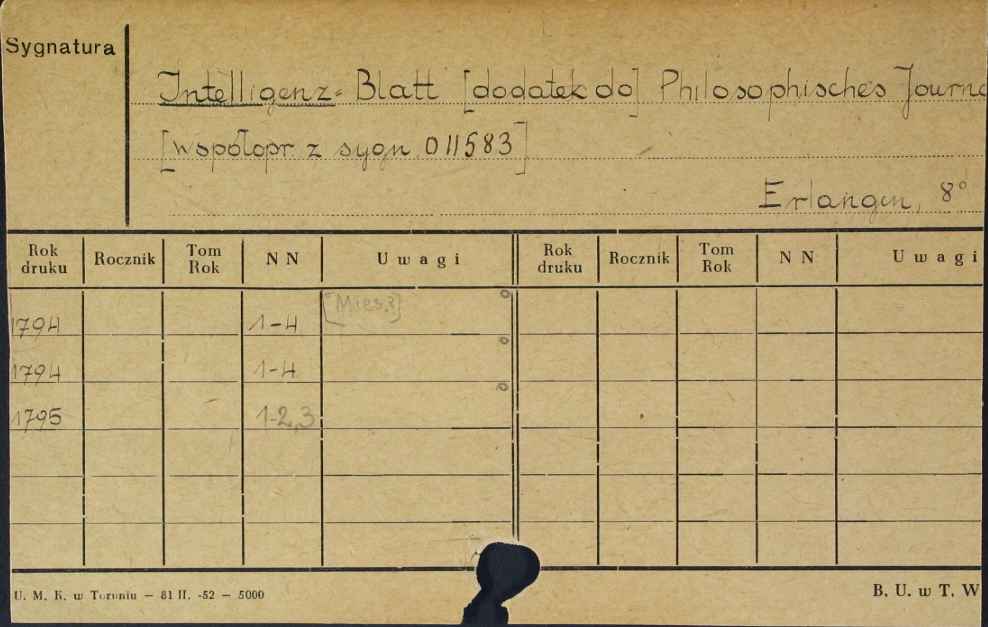 Sygnatura
Intelligenz-Blatt [dodatek do] Philosophisches Journa
[współopr z sygn. 011583]
Erlangen, 8°
Rok druku Rocznik Tom Rok N N Uwagi Rok druku Rocznik Tom Rok N N Uwagi
[Mies.?]
1794 1-4
1794 1-4
1795 1-2,3
U. M. K. w Toruniu — 81 II. -52 — 5000 B. U. w T. W